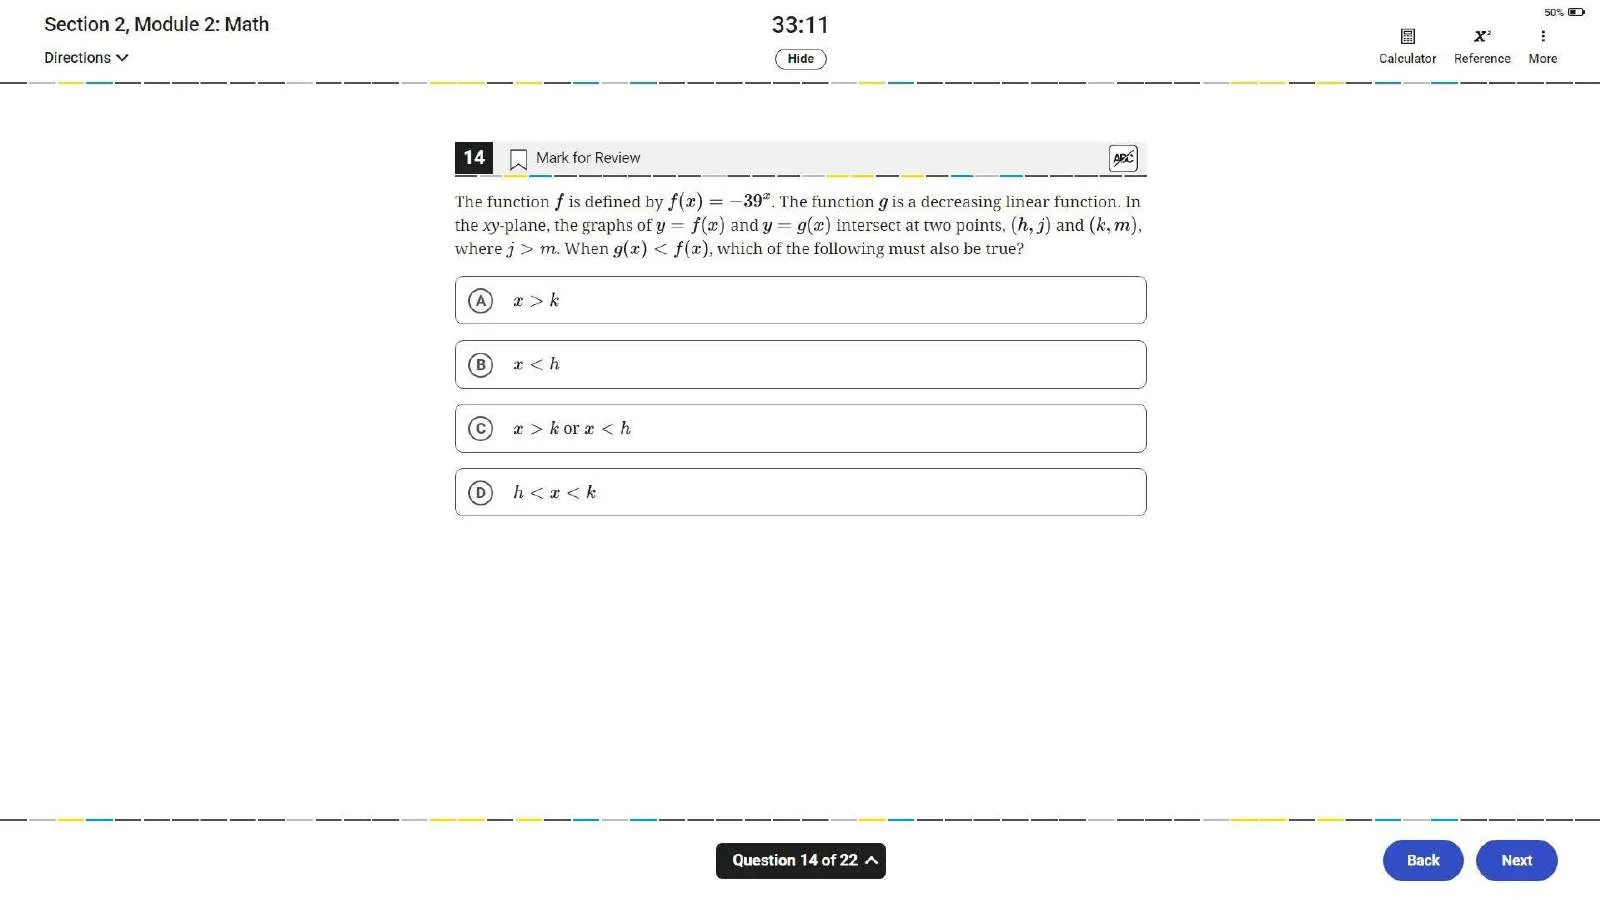 Section 2, Module 2: Math
33:11
50%
Directions
Hide
Calculator
Reference
More
14
Mark for Review
ABC
The function f is defined by f(x) = −39ˣ. The function g is a decreasing linear function. In
the xy-plane, the graphs of y = f(x) and y = g(x) intersect at two points, (h, j) and (k, m),
where j > m. When g(x) < f(x), which of the following must also be true?
A x > k
B x < h
C x > k or x < h
D h < x < k
Question 14 of 22
Back
Next